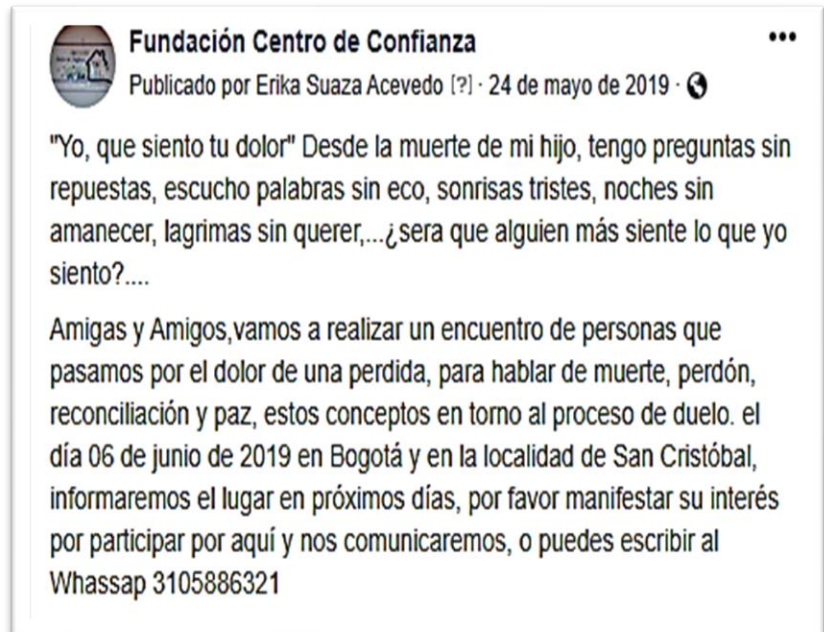 Fundación Centro de Confianza
Publicado por Erika Suaza Acevedo [?] · 24 de mayo de 2019 ·
"Yo, que siento tu dolor" Desde la muerte de mi hijo, tengo preguntas sin
repuestas, escucho palabras sin eco, sonrisas tristes, noches sin
amanecer, lagrimas sin querer,...¿sera que alguien más siente lo que yo
siento?....
Amigas y Amigos,vamos a realizar un encuentro de personas que
pasamos por el dolor de una perdida, para hablar de muerte, perdón,
reconciliación y paz, estos conceptos en torno al proceso de duelo. el
día 06 de junio de 2019 en Bogotá y en la localidad de San Cristóbal,
informaremos el lugar en próximos días, por favor manifestar su interés
por participar por aquí y nos comunicaremos, o puedes escribir al
Whassap 3105886321